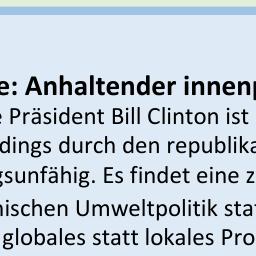 e: Anhaltender innenp
Präsident Bill Clinton ist
dings durch den republika
gsunfähig. Es findet eine z
nischen Umweltpolitik stat
globales statt lokales Pro